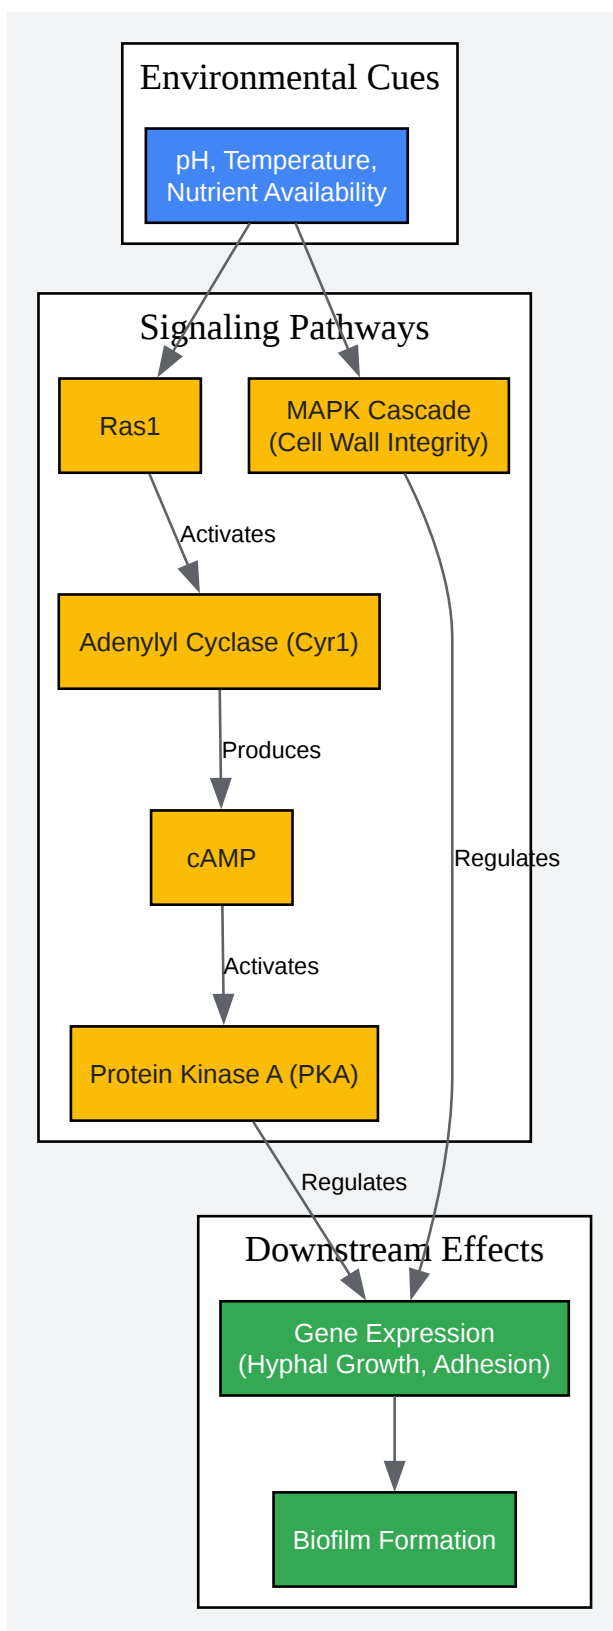 Environmental Cues
pH, Temperature,
Nutrient Availability
Signaling Pathways
Ras1
MAPK Cascade
(Cell Wall Integrity)
Activates
Adenylyl Cyclase (Cyr1)
Produces
cAMP
Regulates
Activates
Protein Kinase A (PKA)
Regulates
Downstream Effects
Gene Expression
(Hyphal Growth, Adhesion)
Biofilm Formation